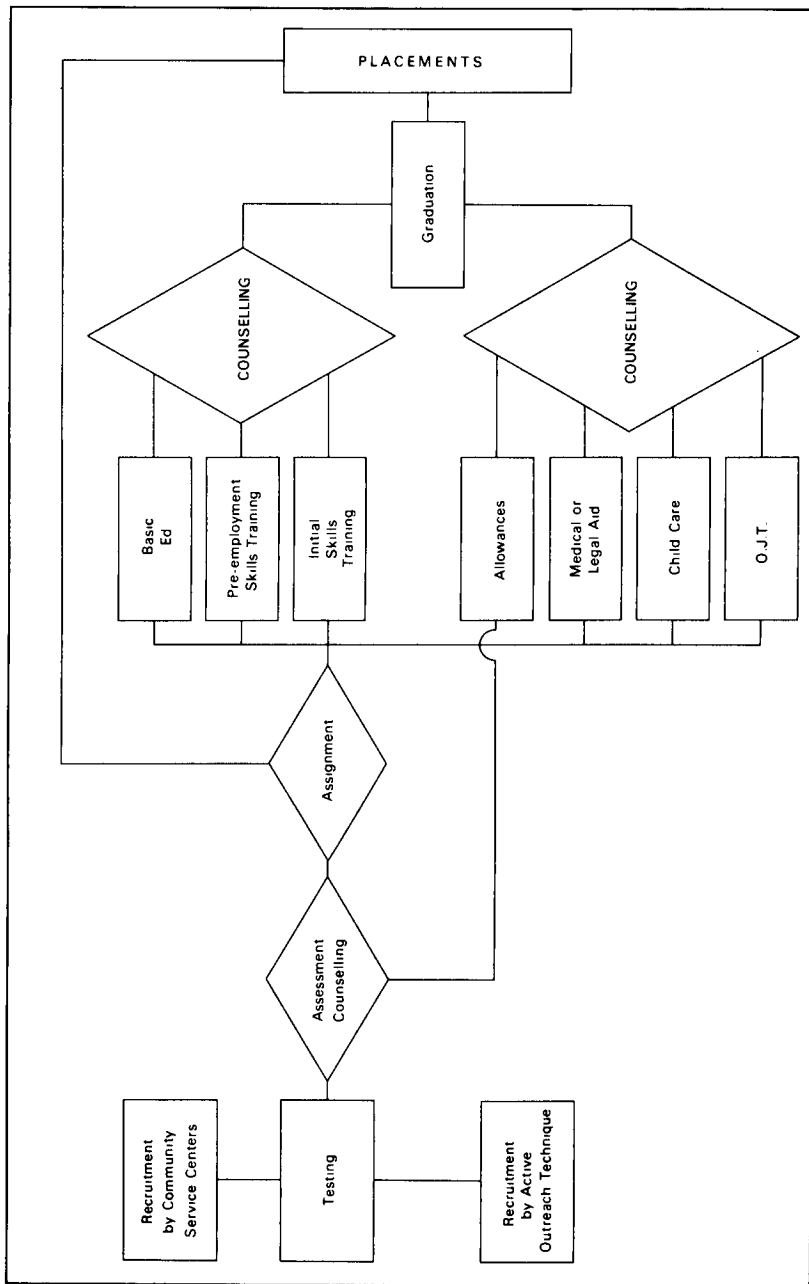 Recruitment
by Community
Service Centers
Testing
Recruitment
by Active
Outreach Technique
Assessment
Counselling
Assignment
Basic
Ed
Pre-employment
Skills Training
Initial
Skills
Training
Allowances
Medical or
Legal Aid
Child Care
O.J.T.
COUNSELLING
COUNSELLING
Graduation
PLACEMENTS